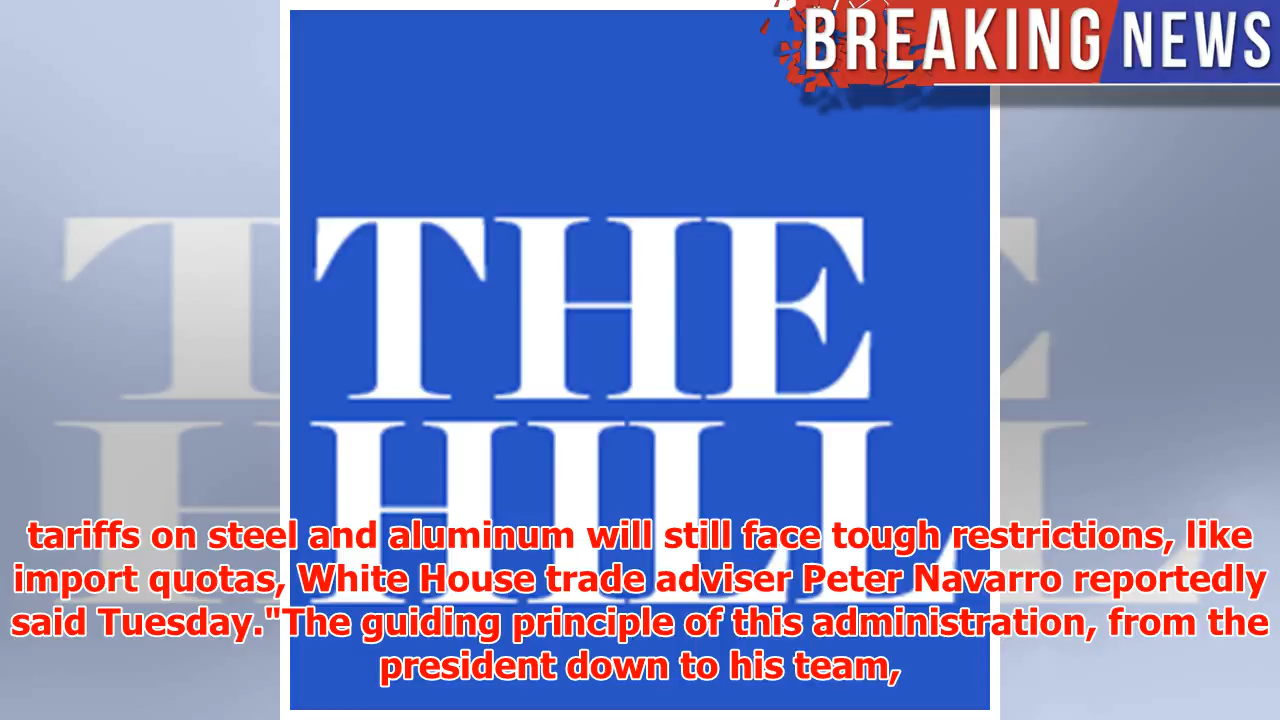 BREAKING NEWS
THE
HILL
tariffs on steel and aluminum will still face tough restrictions, like
import quotas, White House trade adviser Peter Navarro reportedly
said Tuesday."The guiding principle of this administration, from the
president down to his team,